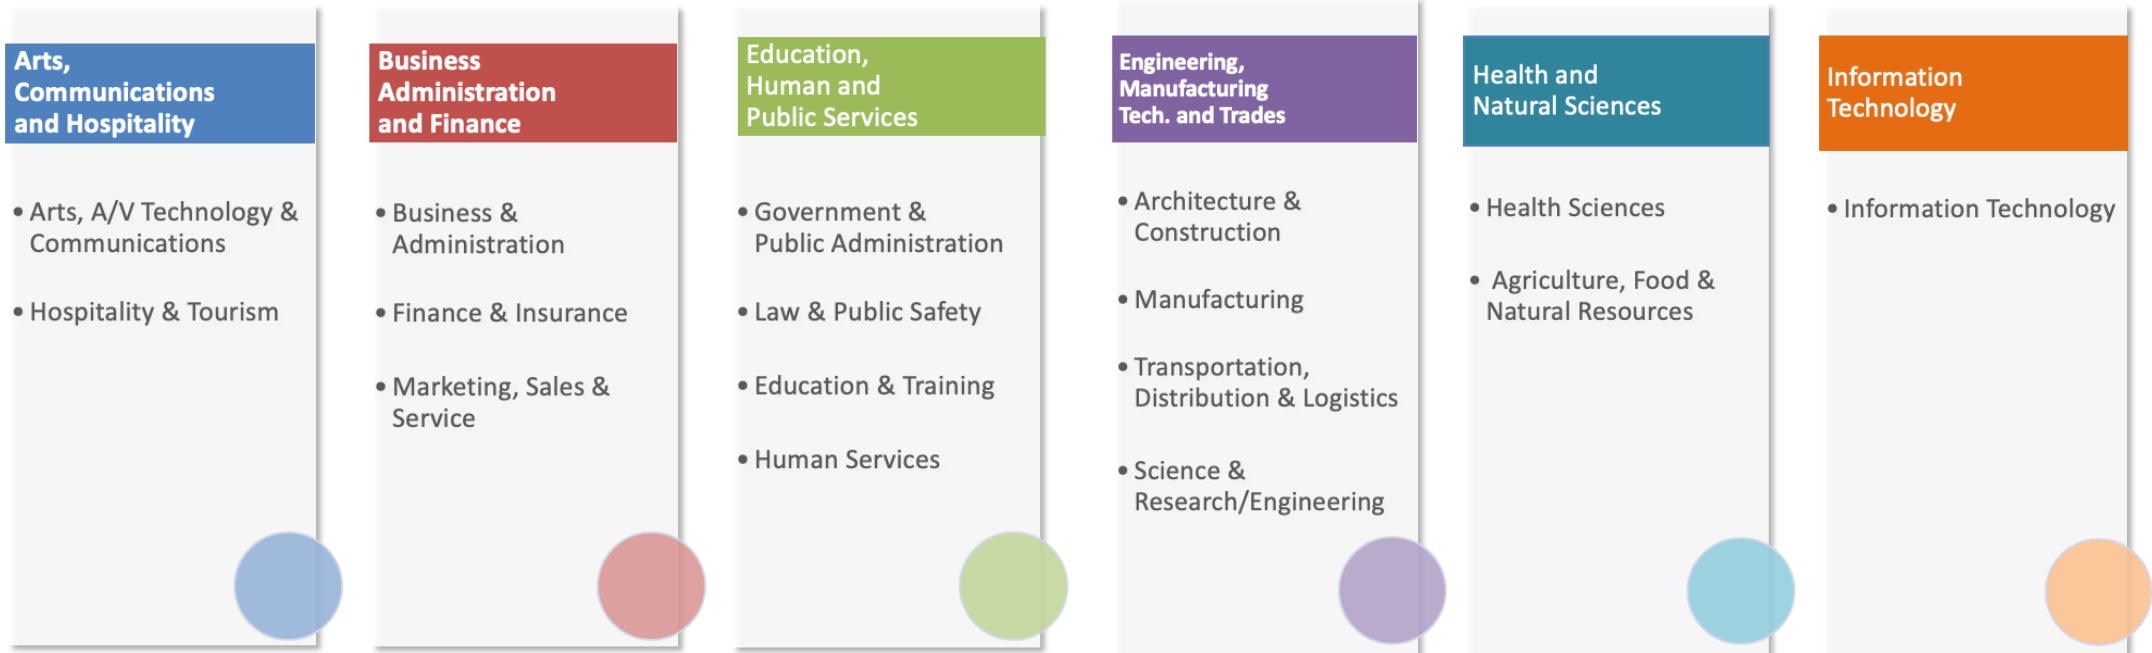 Arts,
Communications
and Hospitality
• Arts, A/V Technology &
Communications
• Hospitality & Tourism
Business
Administration
and Finance
• Business &
Administration
• Finance & Insurance
• Marketing, Sales &
Service
Education,
Human and
Public Services
• Government &
Public Administration
• Law & Public Safety
• Education & Training
• Human Services
Engineering,
Manufacturing
Tech. and Trades
• Architecture &
Construction
• Manufacturing
• Transportation,
Distribution & Logistics
• Science &
Research/Engineering
Health and
Natural Sciences
• Health Sciences
• Agriculture, Food &
Natural Resources
Information
Technology
• Information Technology